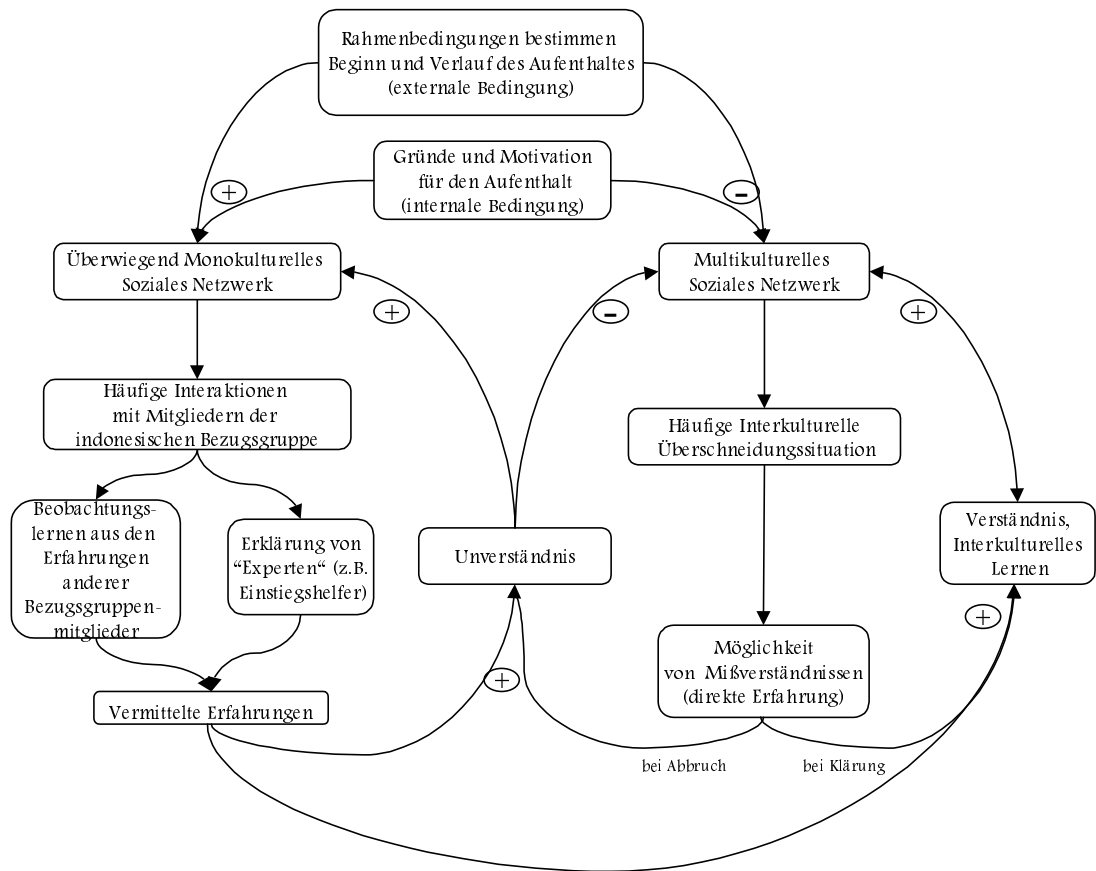 Rahmenbedingungen bestimmen
Beginn und Verlauf des Aufenthaltes
(externale Bedingung)
Gründe und Motivation
für den Aufenthalt
(internale Bedingung)
+
-
Überwiegend Monokulturelles
Soziales Netzwerk
Multikulturelles
Soziales Netzwerk
+
-
+
Häufige Interaktionen
mit Mitgliedern der
indonesischen Bezugsgruppe
Häufige Interkulturelle
Überschneidungssituation
Beobachtungs-
lernen aus den
Erfahrungen
anderer
Bezugsgruppen-
mitglieder
Erklärung von
“Experten“ (z.B.
Einstiegshelfer)
Unverständnis
Verständnis,
Interkulturelles
Lernen
+
Möglichkeit
von Mißverständnissen
(direkte Erfahrung)
+
Vermittelte Erfahrungen
bei Abbruch
bei Klärung